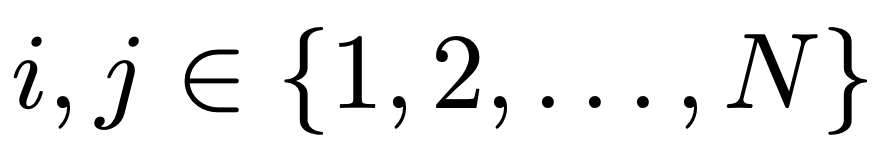 i, j ∈ {1, 2, . . . , N}